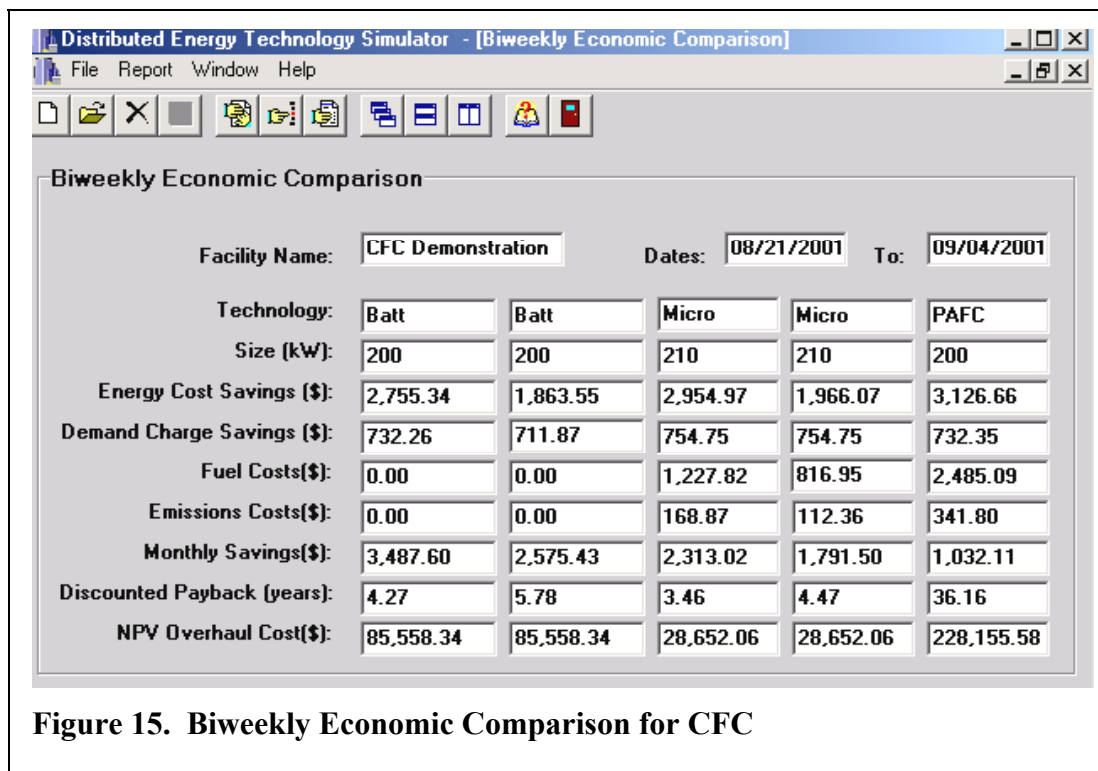 Distributed Energy Technology Simulator - [Biweekly Economic Comparison]
File Report Window Help
Biweekly Economic Comparison
Facility Name: CFC Demonstration Dates: 08/21/2001 To: 09/04/2001
Technology: Batt Batt Micro Micro PAFC
Size (kW): 200 200 210 210 200
Energy Cost Savings ($): 2,755.34 1,863.55 2,954.97 1,966.07 3,126.66
Demand Charge Savings ($): 732.26 711.87 754.75 754.75 732.35
Fuel Costs($): 0.00 0.00 1,227.82 816.95 2,485.09
Emissions Costs($): 0.00 0.00 168.87 112.36 341.80
Monthly Savings($): 3,487.60 2,575.43 2,313.02 1,791.50 1,032.11
Discounted Payback (years): 4.27 5.78 3.46 4.47 36.16
NPV Overhaul Cost($): 85,558.34 85,558.34 28,652.06 28,652.06 228,155.58
Figure 15. Biweekly Economic Comparison for CFC